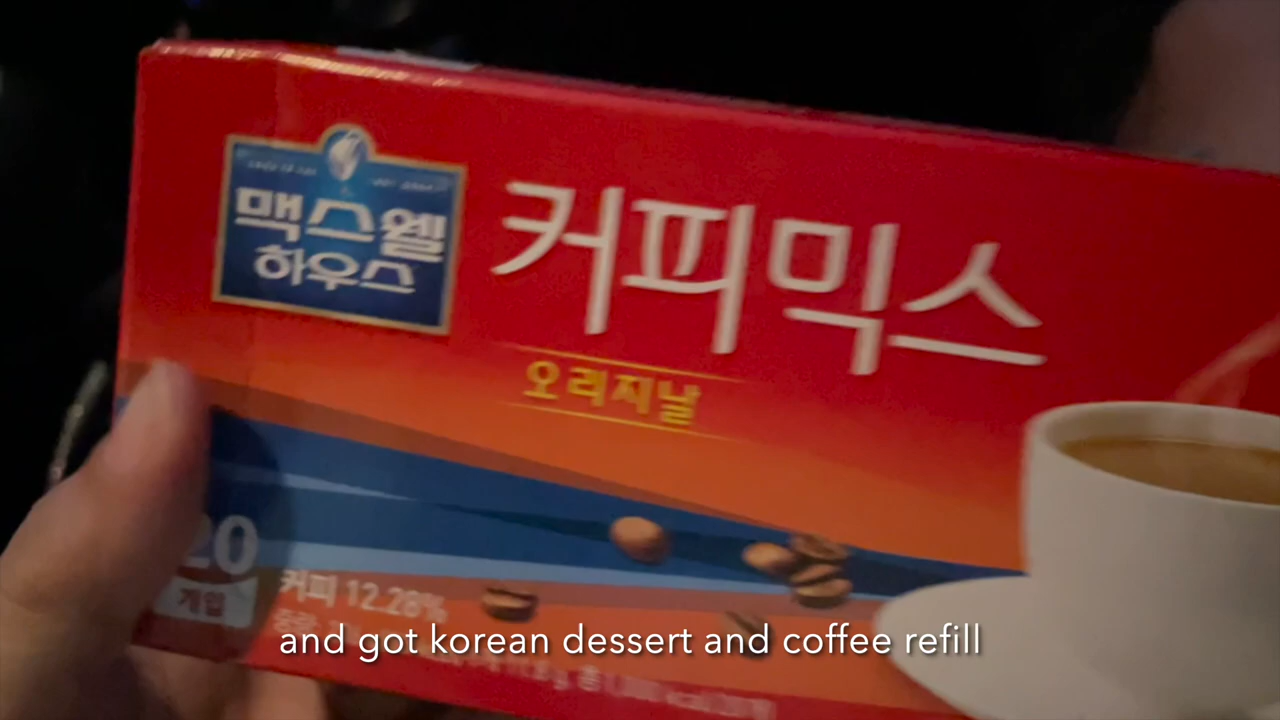 맥스웰
하우스
커피믹스
오리지날
20
개입
커피 12.28%
and got korean dessert and coffee refill